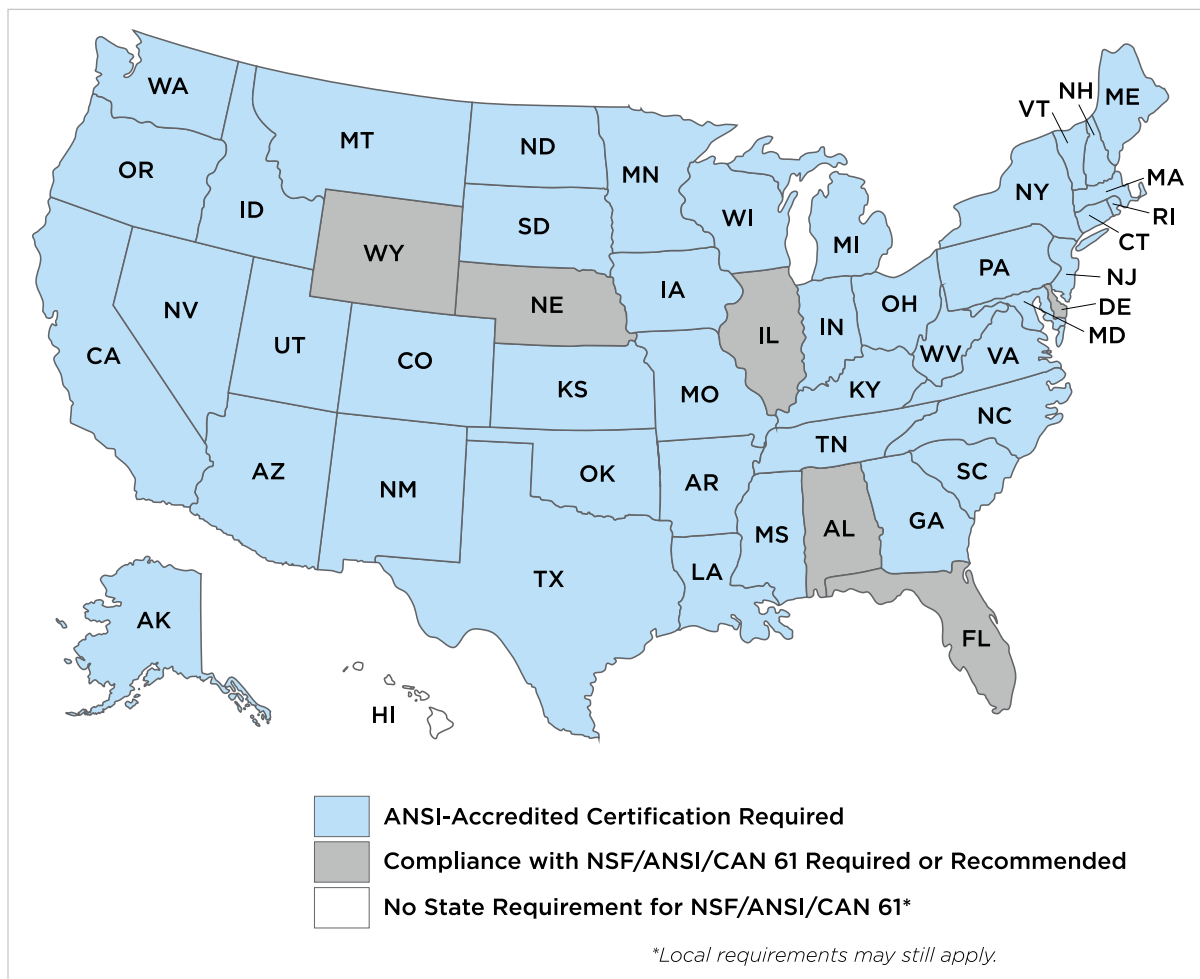 WA
OR
CA
ID
NV
MT
WY
UT
AZ
CO
NM
ND
SD
NE
KS
OK
TX
MN
IA
MO
AR
LA
WI
IL
MI
IN
OH
KY
TN
MS
AL
GA
FL
SC
NC
VA
WV
PA
NY
VT
NH
ME
MA
RI
CT
NJ
DE
MD
AK
HI
ANSI-Accredited Certification Required
Compliance with NSF/ANSI/CAN 61 Required or Recommended
No State Requirement for NSF/ANSI/CAN 61*
*Local requirements may still apply.